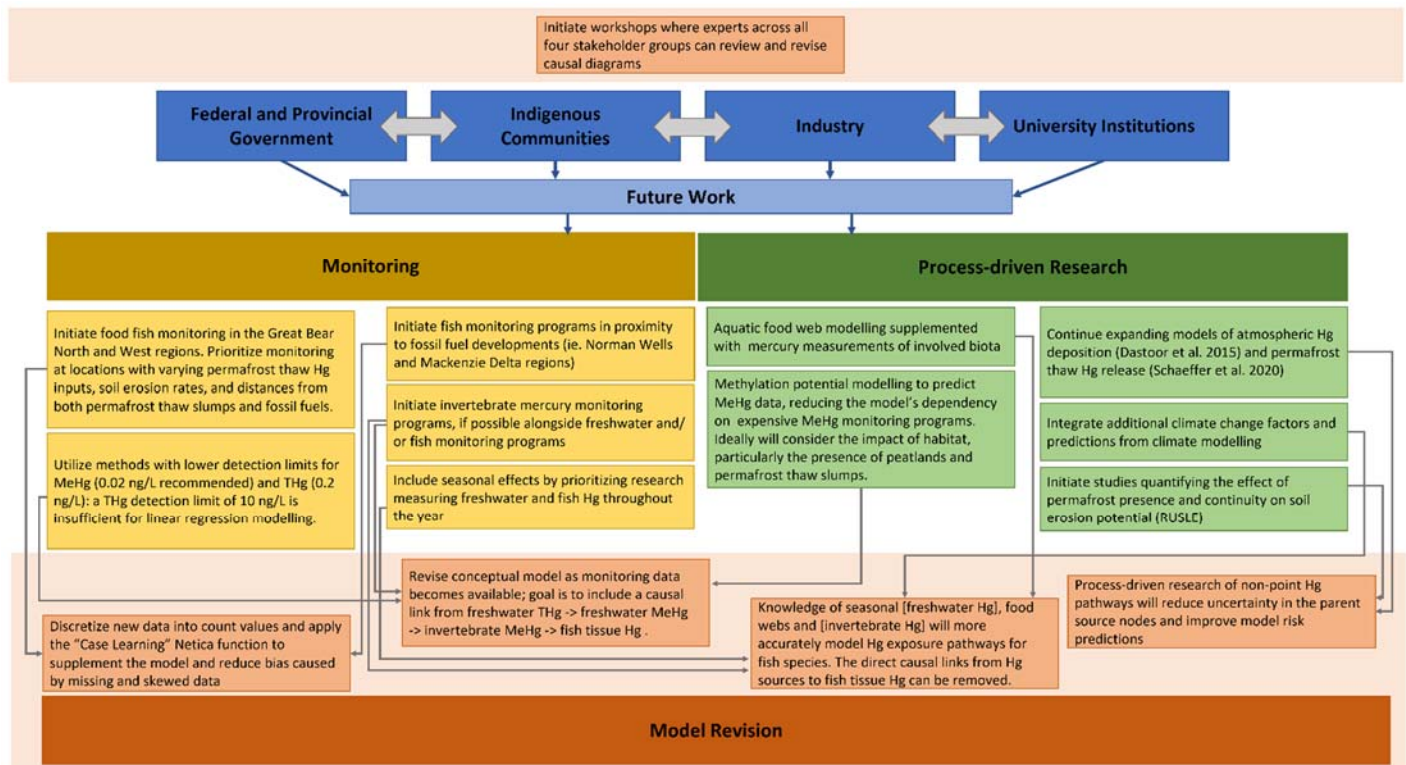 Initiate workshops where experts across all
four stakeholder groups can review and revise
causal diagrams
Federal and Provincial
Government
Indigenous
Communities
Industry
University Institutions
Future Work
Monitoring
Process-driven Research
Initiate food fish monitoring in the Great Bear
North and West regions. Prioritize monitoring
at locations with varying permafrost thaw Hg
inputs, soil erosion rates, and distances from
both permafrost thaw slumps and fossil fuels.
Utilize methods with lower detection limits for
MeHg (0.02 ng/L recommended) and THg (0.2
ng/L): a THg detection limit of 10 ng/L is
insufficient for linear regression modelling.
Initiate fish monitoring programs in proximity
to fossil fuel developments (ie. Norman Wells
and Mackenzie Delta regions)
Initiate invertebrate mercury monitoring
programs, if possible alongside freshwater and/
or fish monitoring programs
Include seasonal effects by prioritizing research
measuring freshwater and fish Hg throughout
the year
Aquatic food web modelling supplemented
with mercury measurements of involved biota
Methylation potential modelling to predict
MeHg data, reducing the model's dependency
on expensive MeHg monitoring programs.
Ideally will consider the impact of habitat,
particularly the presence of peatlands and
permafrost thaw slumps.
Continue expanding models of atmospheric Hg
deposition (Dastoor et al. 2015) and permafrost
thaw Hg release (Schaeffer et al. 2020)
Integrate additional climate change factors and
predictions from climate modelling
Initiate studies quantifying the effect of
permafrost presence and continuity on soil
erosion potential (RUSLE)
Discretize new data into count values and apply
the "Case Learning" Netica function to
supplement the model and reduce bias caused
by missing and skewed data
Revise conceptual model as monitoring data
becomes available; goal is to include a causal
link from freshwater THg -> freshwater MeHg
-> invertebrate MeHg -> fish tissue Hg .
Knowledge of seasonal [freshwater Hg], food
webs and [invertebrate Hg] will more
accurately model Hg exposure pathways for
fish species. The direct causal links from Hg
sources to fish tissue Hg can be removed.
Process-driven research of non-point Hg
pathways will reduce uncertainty in the parent
source nodes and improve model risk
predictions
Model Revision